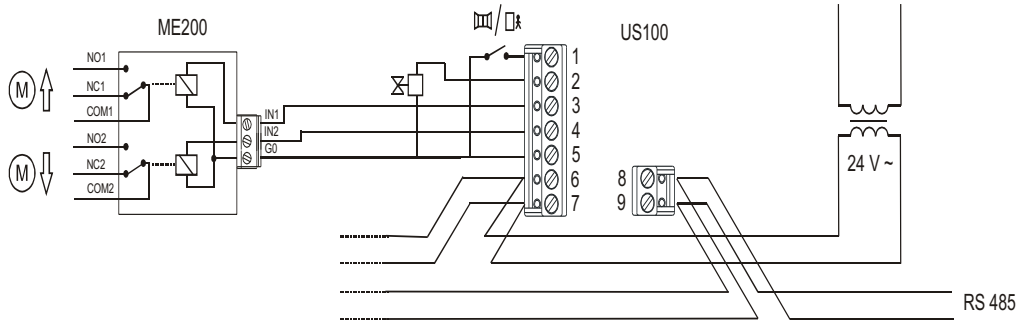 ME200
US100
NO1
M
NC1
COM1
NO2
M
NC2
COM2
IN1
IN2
G0
1
2
3
4
5
6
7
8
9
24 V ~
RS 485